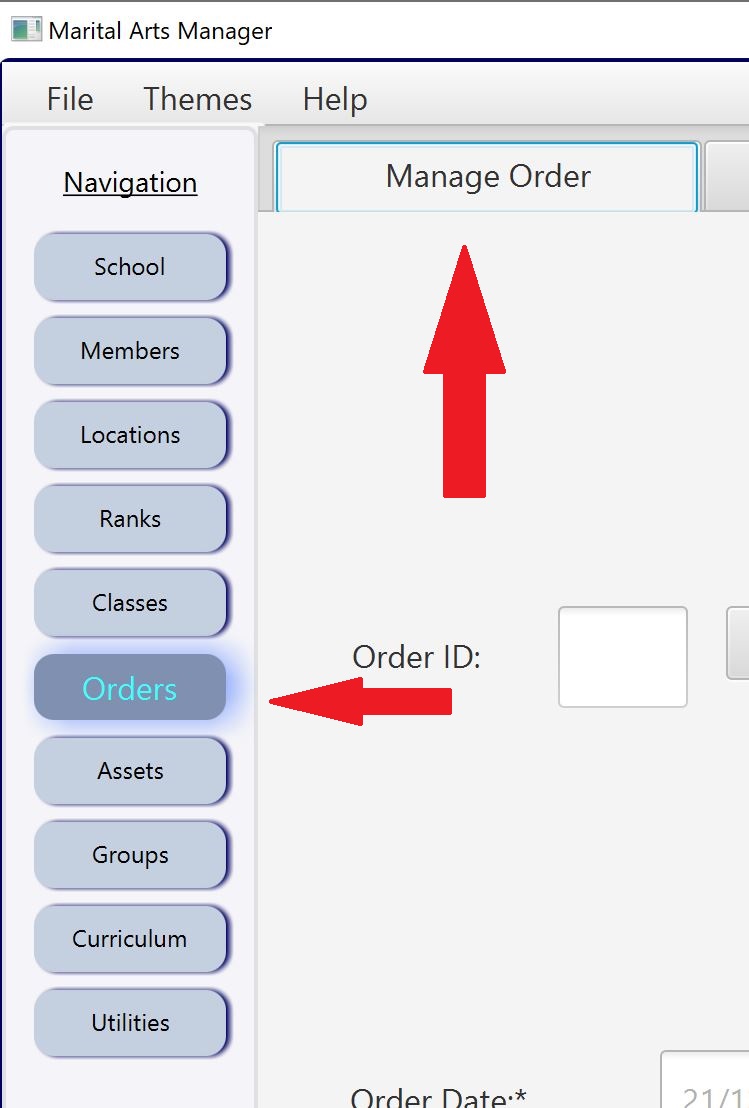 Marital Arts Manager
File Themes Help
Navigation
Manage Order
School
Members
Locations
Ranks
Classes
Order ID:
Orders
Assets
Groups
Curriculum
Utilities
Order Date:* 21/1